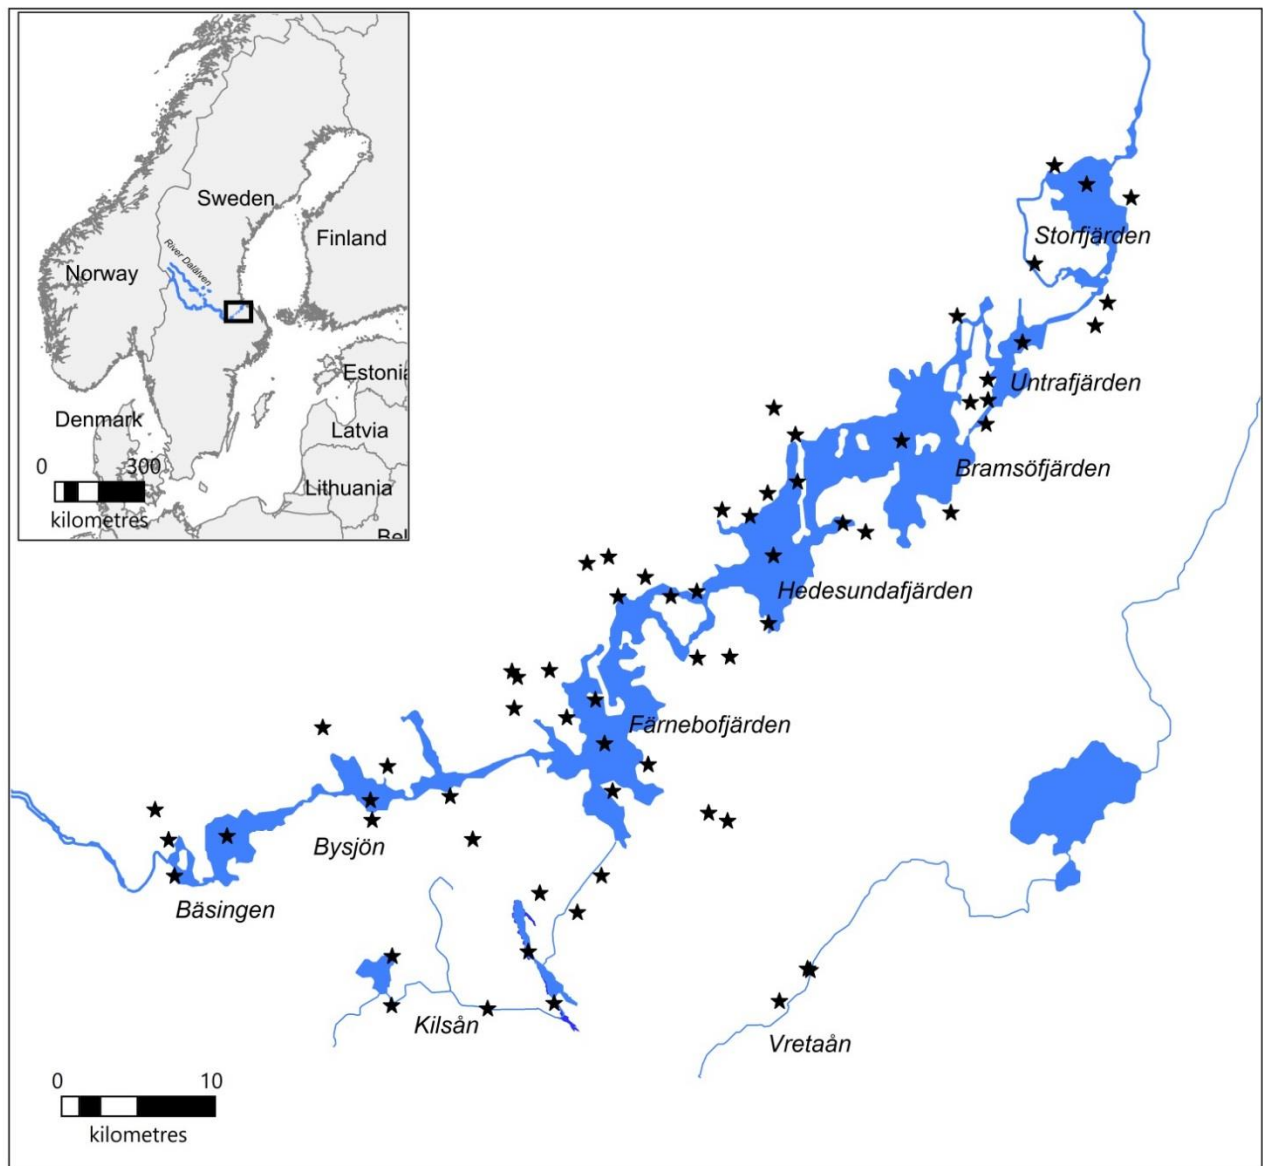 Sweden
Finland
River Dalälven
Norway
Estonia
Denmark
Latvia
0 300
Lithuania
kilometres
Bel
Storfjärden
Untrafjärden
Bramsöfjärden
Hedesundafjärden
Färnebofjärden
Bysjön
Bäsingen
Kilsån
Vretaån
0 10
kilometres